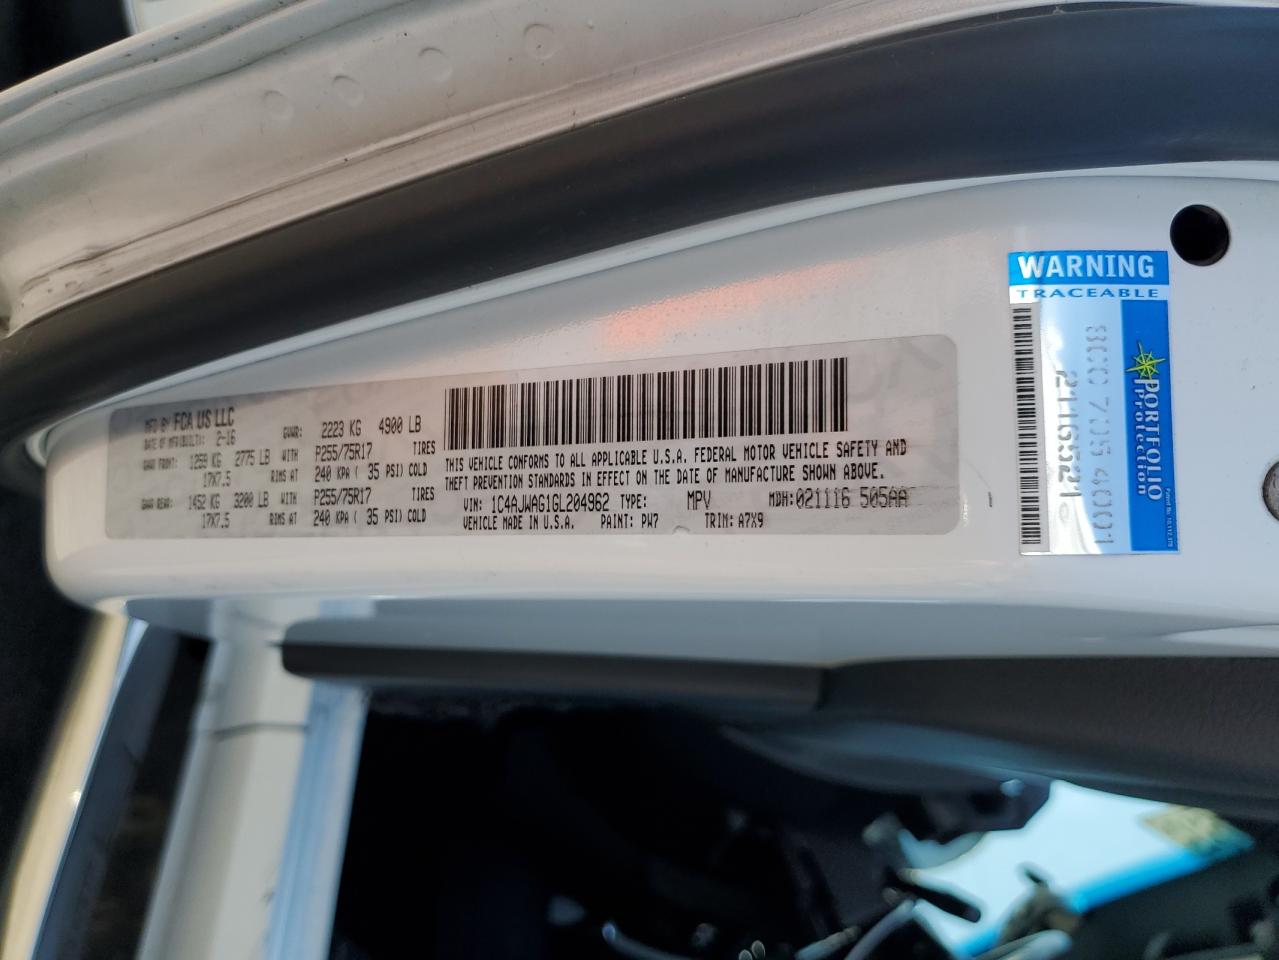 MFD BY FCA US LLC
DATE OF MFR(BUILT): 2-16 GVWR: 2223 KG 4900 LB
GAWR FRONT: 1259 KG 2775 LB WITH P255/75R17 TIRES
17X7.5 RIMS AT 240 KPA ( 35 PSI) COLD
GAWR REAR: 1452 KG 3200 LB WITH P255/75R17 TIRES
17X7.5 RIMS AT 240 KPA ( 35 PSI) COLD
THIS VEHICLE CONFORMS TO ALL APPLICABLE U.S.A. FEDERAL MOTOR VEHICLE SAFETY AND
THEFT PREVENTION STANDARDS IN EFFECT ON THE DATE OF MANUFACTURE SHOWN ABOVE.
VIN: 1C4AJWAG1GL204962 TYPE: MPV MDH:021116 505AA
VEHICLE MADE IN U.S.A. PAINT: PW7 TRIM: A7X9
WARNING
TRACEABLE
PORTFOLIO
Protection